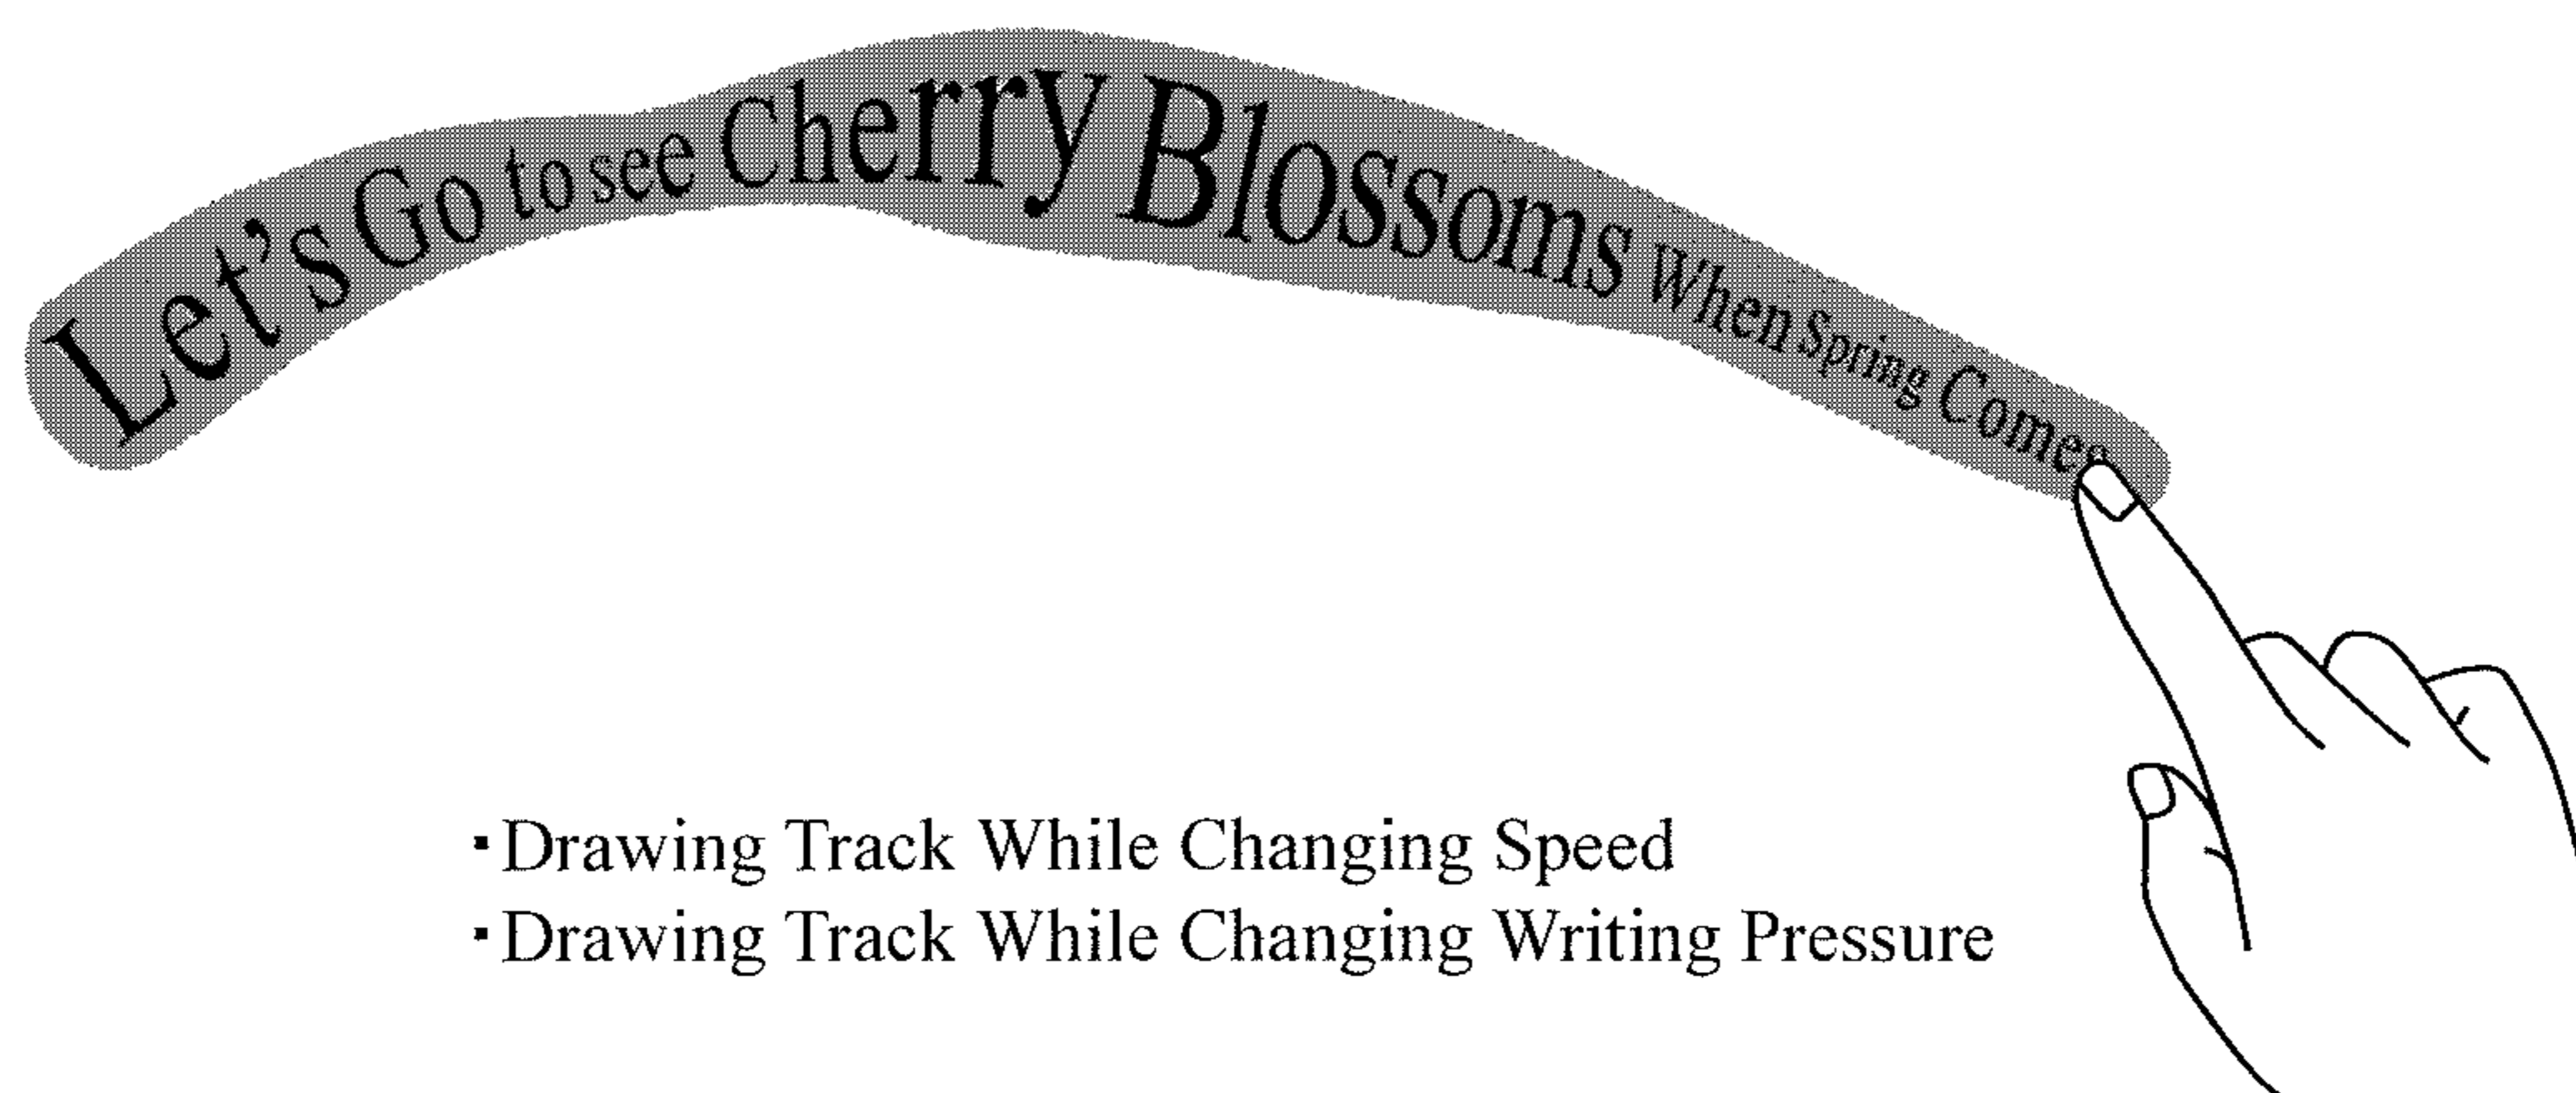 Let's Go to see Cherry Blossoms When Spring Comes
・Drawing Track While Changing Speed
・Drawing Track While Changing Writing Pressure